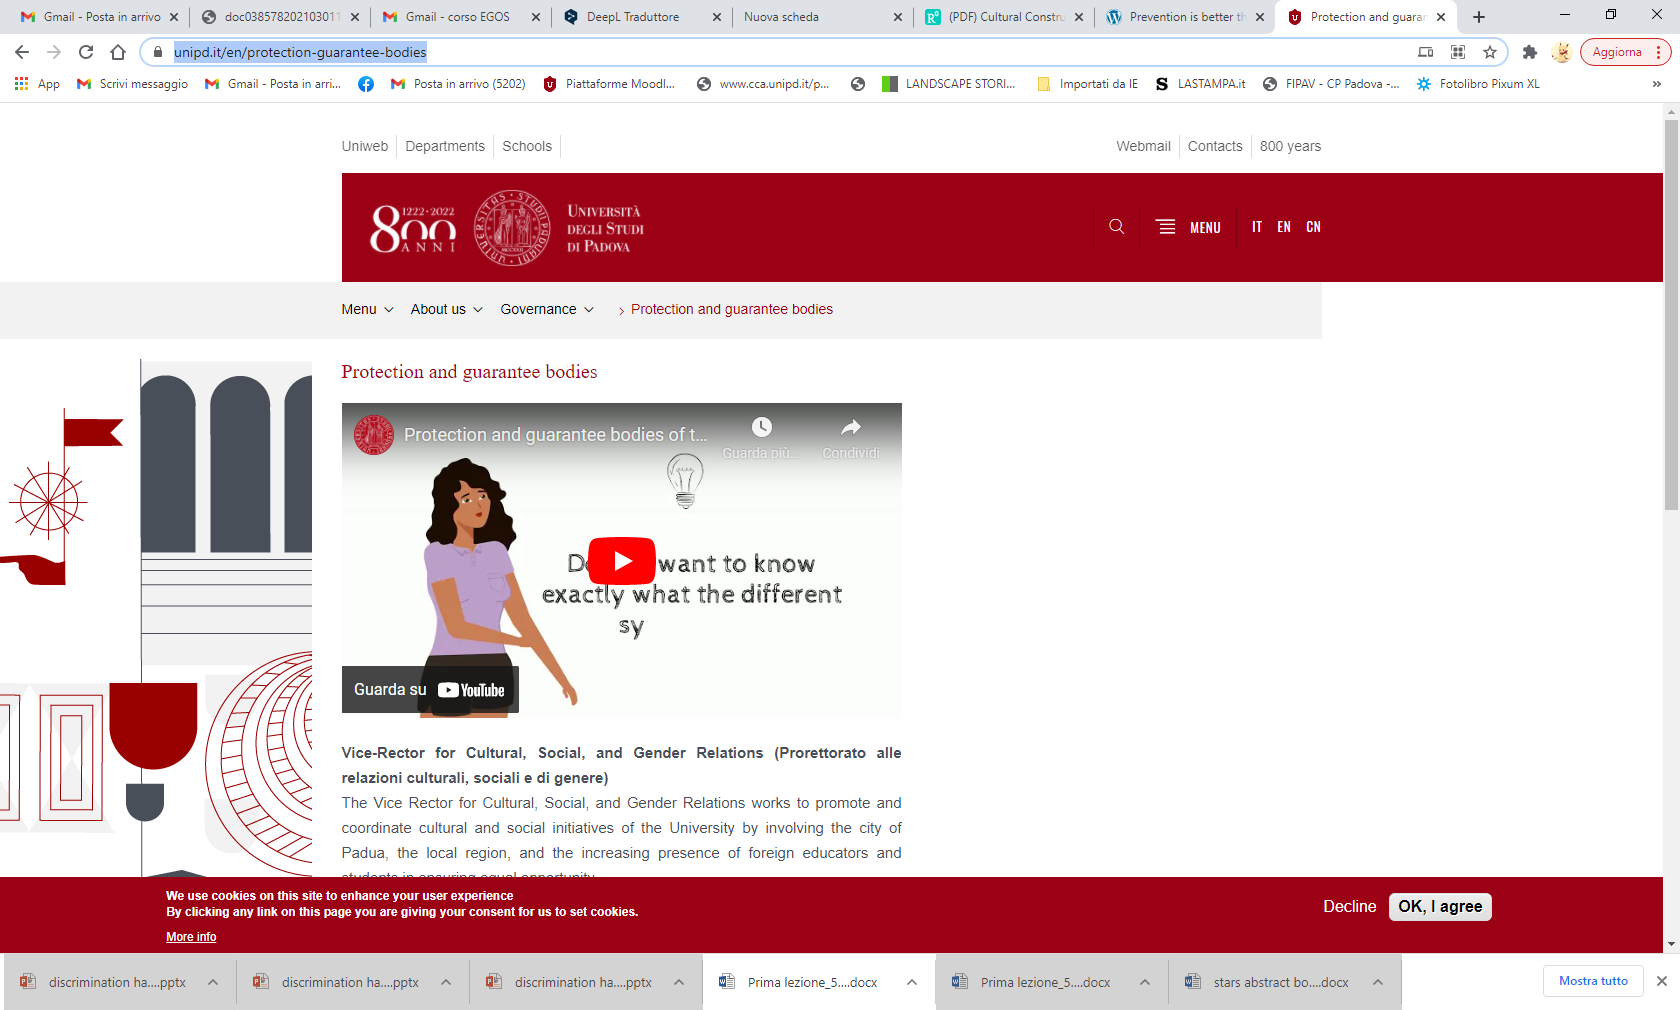 Gmail - Posta in arrivo
doc038578202103011
Gmail - corso EGOS
DeepL Traduttore
Nuova scheda
(PDF) Cultural Constru
Prevention is better th
Protection and guaran
unipd.it/en/protection-guarantee-bodies
Aggiorna
App
Scrivi messaggio
Gmail - Posta in arri...
Posta in arrivo (5202)
Piattaforme Moodl...
www.cca.unipd.it/p...
LANDSCAPE STORI...
Importati da IE
LASTAMPA.it
FIPAV - CP Padova -...
Fotolibro Pixum XL
Uniweb
Departments
Schools
Webmail
Contacts
800 years
1222·2022
800
ANNI
UNIVERSITÀ
DEGLI STUDI
DI PADOVA
MENU
IT
EN
CN
Menu
About us
Governance
Protection and guarantee bodies
Protection and guarantee bodies
Protection and guarantee bodies of t...
Guarda più...
Condividi
want to know
exactly what the different
sy
Guarda su YouTube
Vice-Rector for Cultural, Social, and Gender Relations (Prorettorato alle
relazioni culturali, sociali e di genere)
The Vice Rector for Cultural, Social, and Gender Relations works to promote and
coordinate cultural and social initiatives of the University by involving the city of
Padua, the local region, and the increasing presence of foreign educators and
students in ensuring equal opportunity.
We use cookies on this site to enhance your user experience
By clicking any link on this page you are giving your consent for us to set cookies.
More info
Decline
OK, I agree
discrimination ha....pptx
discrimination ha....pptx
discrimination ha....pptx
Prima lezione_5....docx
Prima lezione_5....docx
stars abstract bo....docx
Mostra tutto